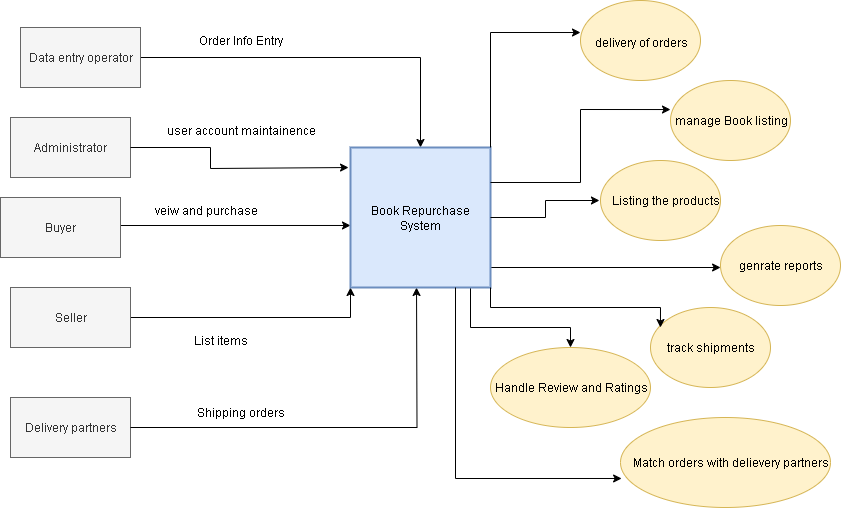 Order Info Entry
Data entry operator
delivery of orders
user account maintainence
Administrator
manage Book listing
veiw and purchase
Buyer
Book Repurchase
System
Listing the products
genrate reports
Seller
List items
track shipments
Handle Review and Ratings
Shipping orders
Delivery partners
Match orders with delievery partners